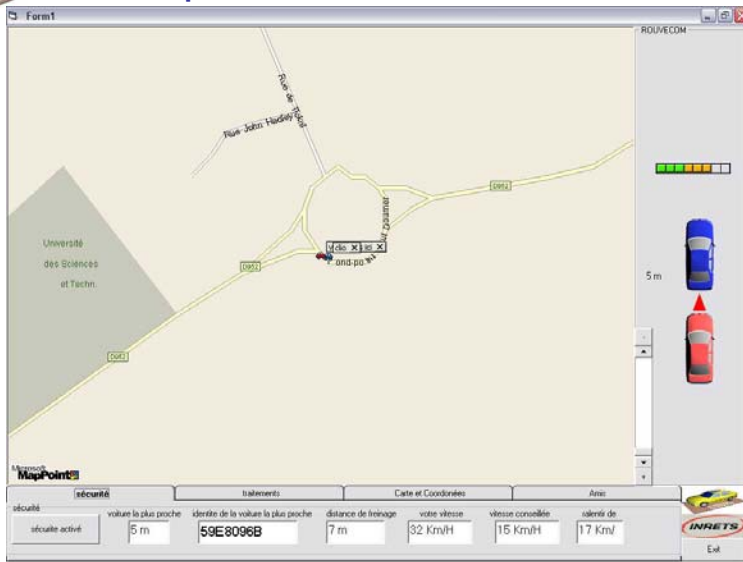 Form1
ROUVECOM
Rue de Tiolol
Rue John Hadley
D952
Université
des Sciences
et Techn.
D952
D952
5 m
Microsoft
MapPoint
sécurité
traitements
Carte et Coordonées
Amis
sécurité
sécurite activé
voiture la plus proche
5 m
identite de la voiture la plus proche
59E8096B
distance de freinage
7 m
votre vitesse
32 Km/H
vitesse conseillée
15 Km/H
ralentir de
17 Km/
INRETS
Exit